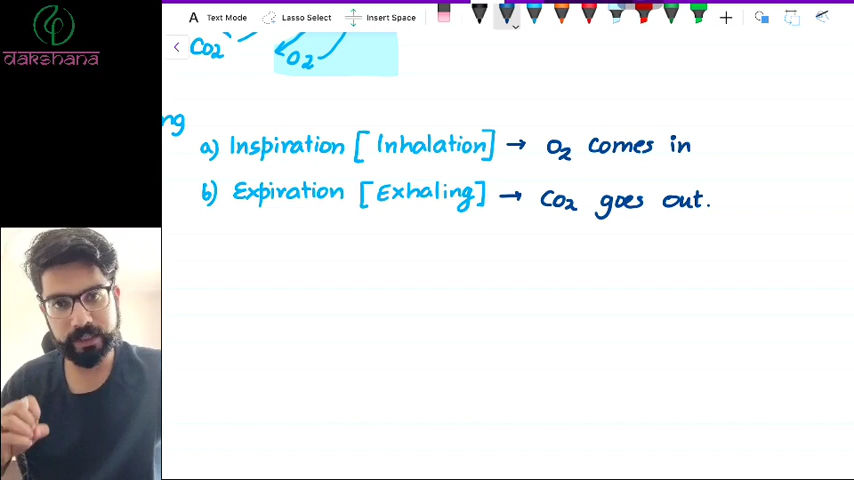 A Text Mode Lasso Select Insert Space
dakshana
CO2
O2
ng
a) Inspiration [Inhalation] → O2 comes in
b) Expiration [Exhaling] → CO2 goes out.